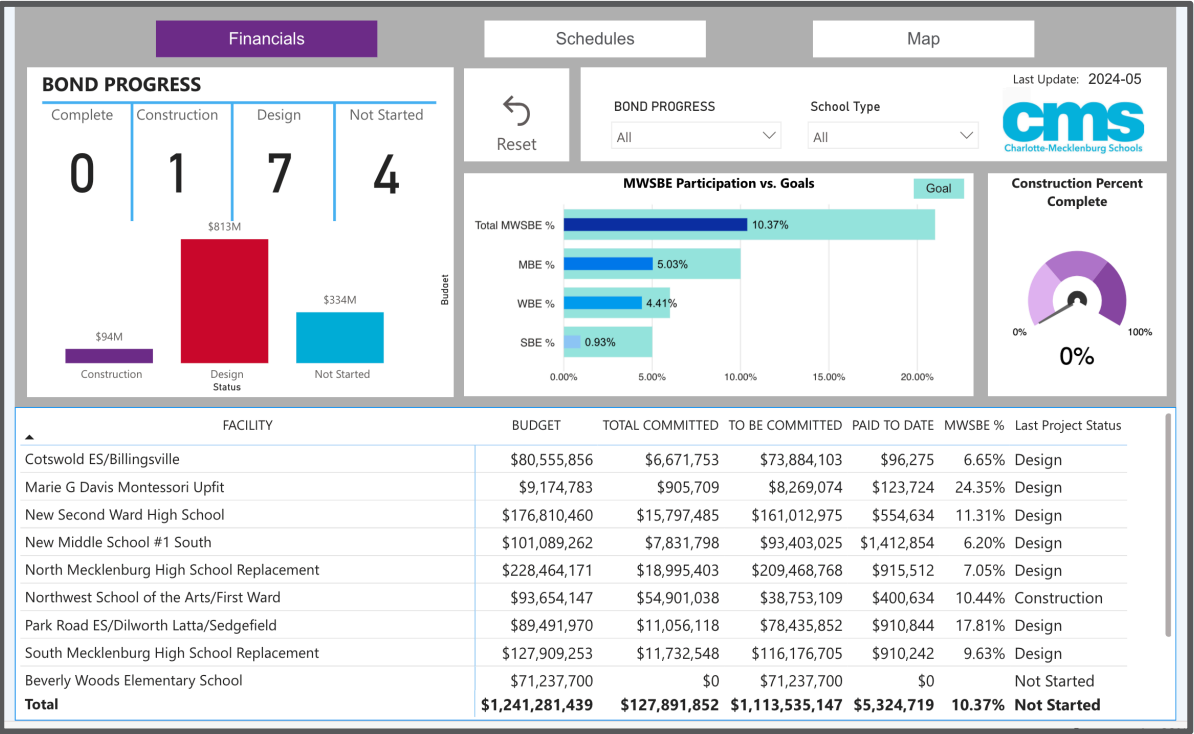 Financials
Schedules
Map
BOND PROGRESS
Complete
Construction
Design
Not Started
0
1
7
4
$813M
$334M
$94M
Budget
Construction
Design
Not Started
Status
Reset
BOND PROGRESS
All
School Type
All
Last Update: 2024-05
cms
Charlotte-Mecklenburg Schools
MWSBE Participation vs. Goals
Goal
Total MWSBE % 10.37%
MBE % 5.03%
WBE % 4.41%
SBE % 0.93%
0.00% 5.00% 10.00% 15.00% 20.00%
Construction Percent
Complete
0% 100%
0%
FACILITY BUDGET TOTAL COMMITTED TO BE COMMITTED PAID TO DATE MWSBE % Last Project Status
Cotswold ES/Billingsville $80,555,856 $6,671,753 $73,884,103 $96,275 6.65% Design
Marie G Davis Montessori Upfit $9,174,783 $905,709 $8,269,074 $123,724 24.35% Design
New Second Ward High School $176,810,460 $15,797,485 $161,012,975 $554,634 11.31% Design
New Middle School #1 South $101,089,262 $7,831,798 $93,403,025 $1,412,854 6.20% Design
North Mecklenburg High School Replacement $228,464,171 $18,995,403 $209,468,768 $915,512 7.05% Design
Northwest School of the Arts/First Ward $93,654,147 $54,901,038 $38,753,109 $400,634 10.44% Construction
Park Road ES/Dilworth Latta/Sedgefield $89,491,970 $11,056,118 $78,435,852 $910,844 17.81% Design
South Mecklenburg High School Replacement $127,909,253 $11,732,548 $116,176,705 $910,242 9.63% Design
Beverly Woods Elementary School $71,237,700 $0 $71,237,700 $0 Not Started
Total $1,241,281,439 $127,891,852 $1,113,535,147 $5,324,719 10.37% Not Started